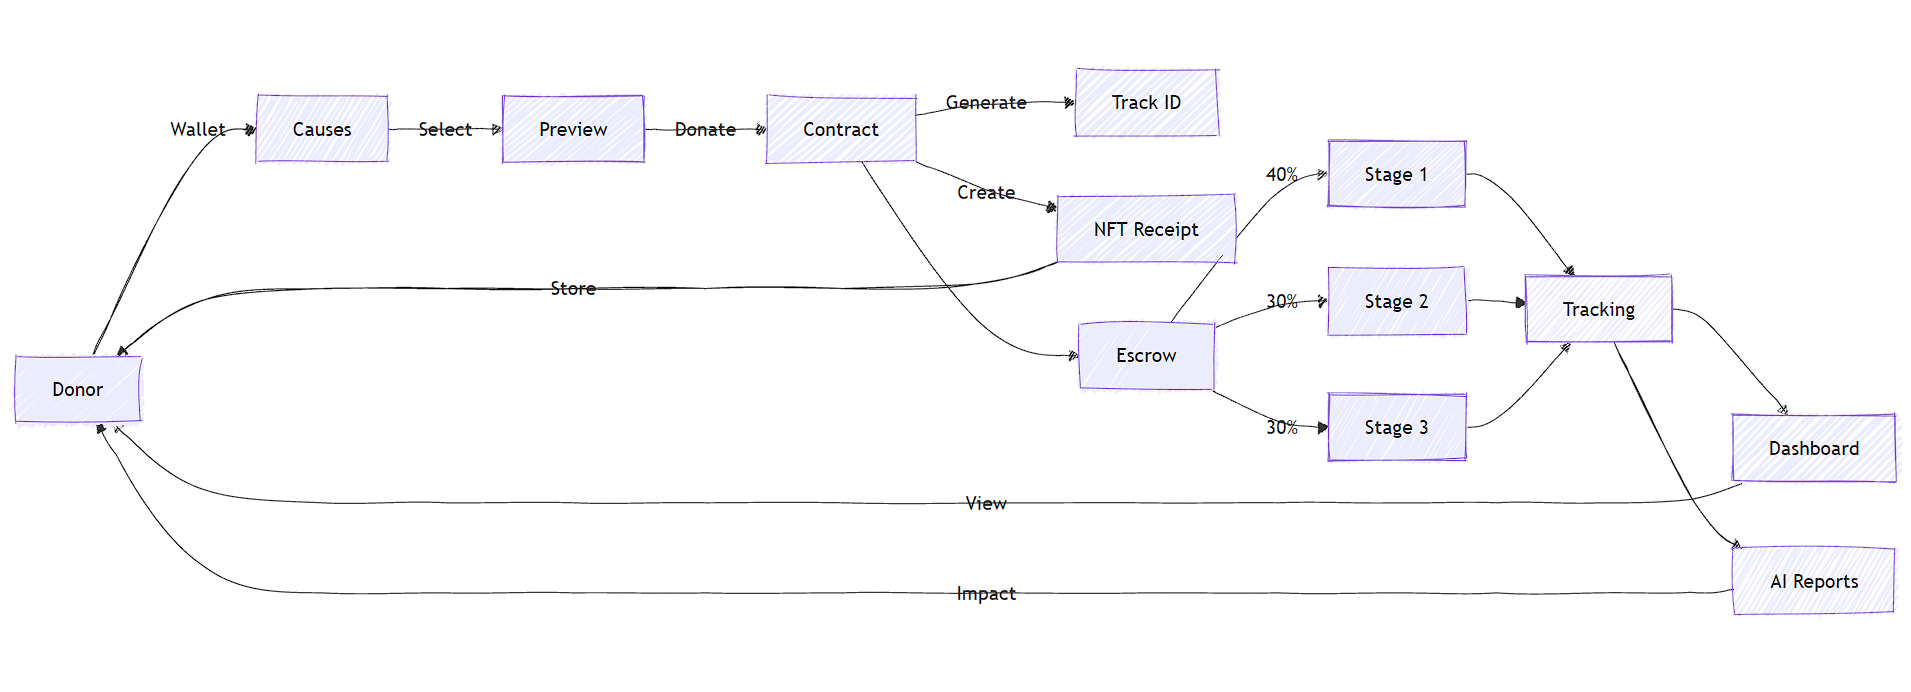 Wallet
Causes
Select
Preview
Donate
Contract
Generate
Track ID
Create
NFT Receipt
Store
Donor
Escrow
40%
Stage 1
30%
Stage 2
30%
Stage 3
Tracking
Dashboard
View
AI Reports
Impact